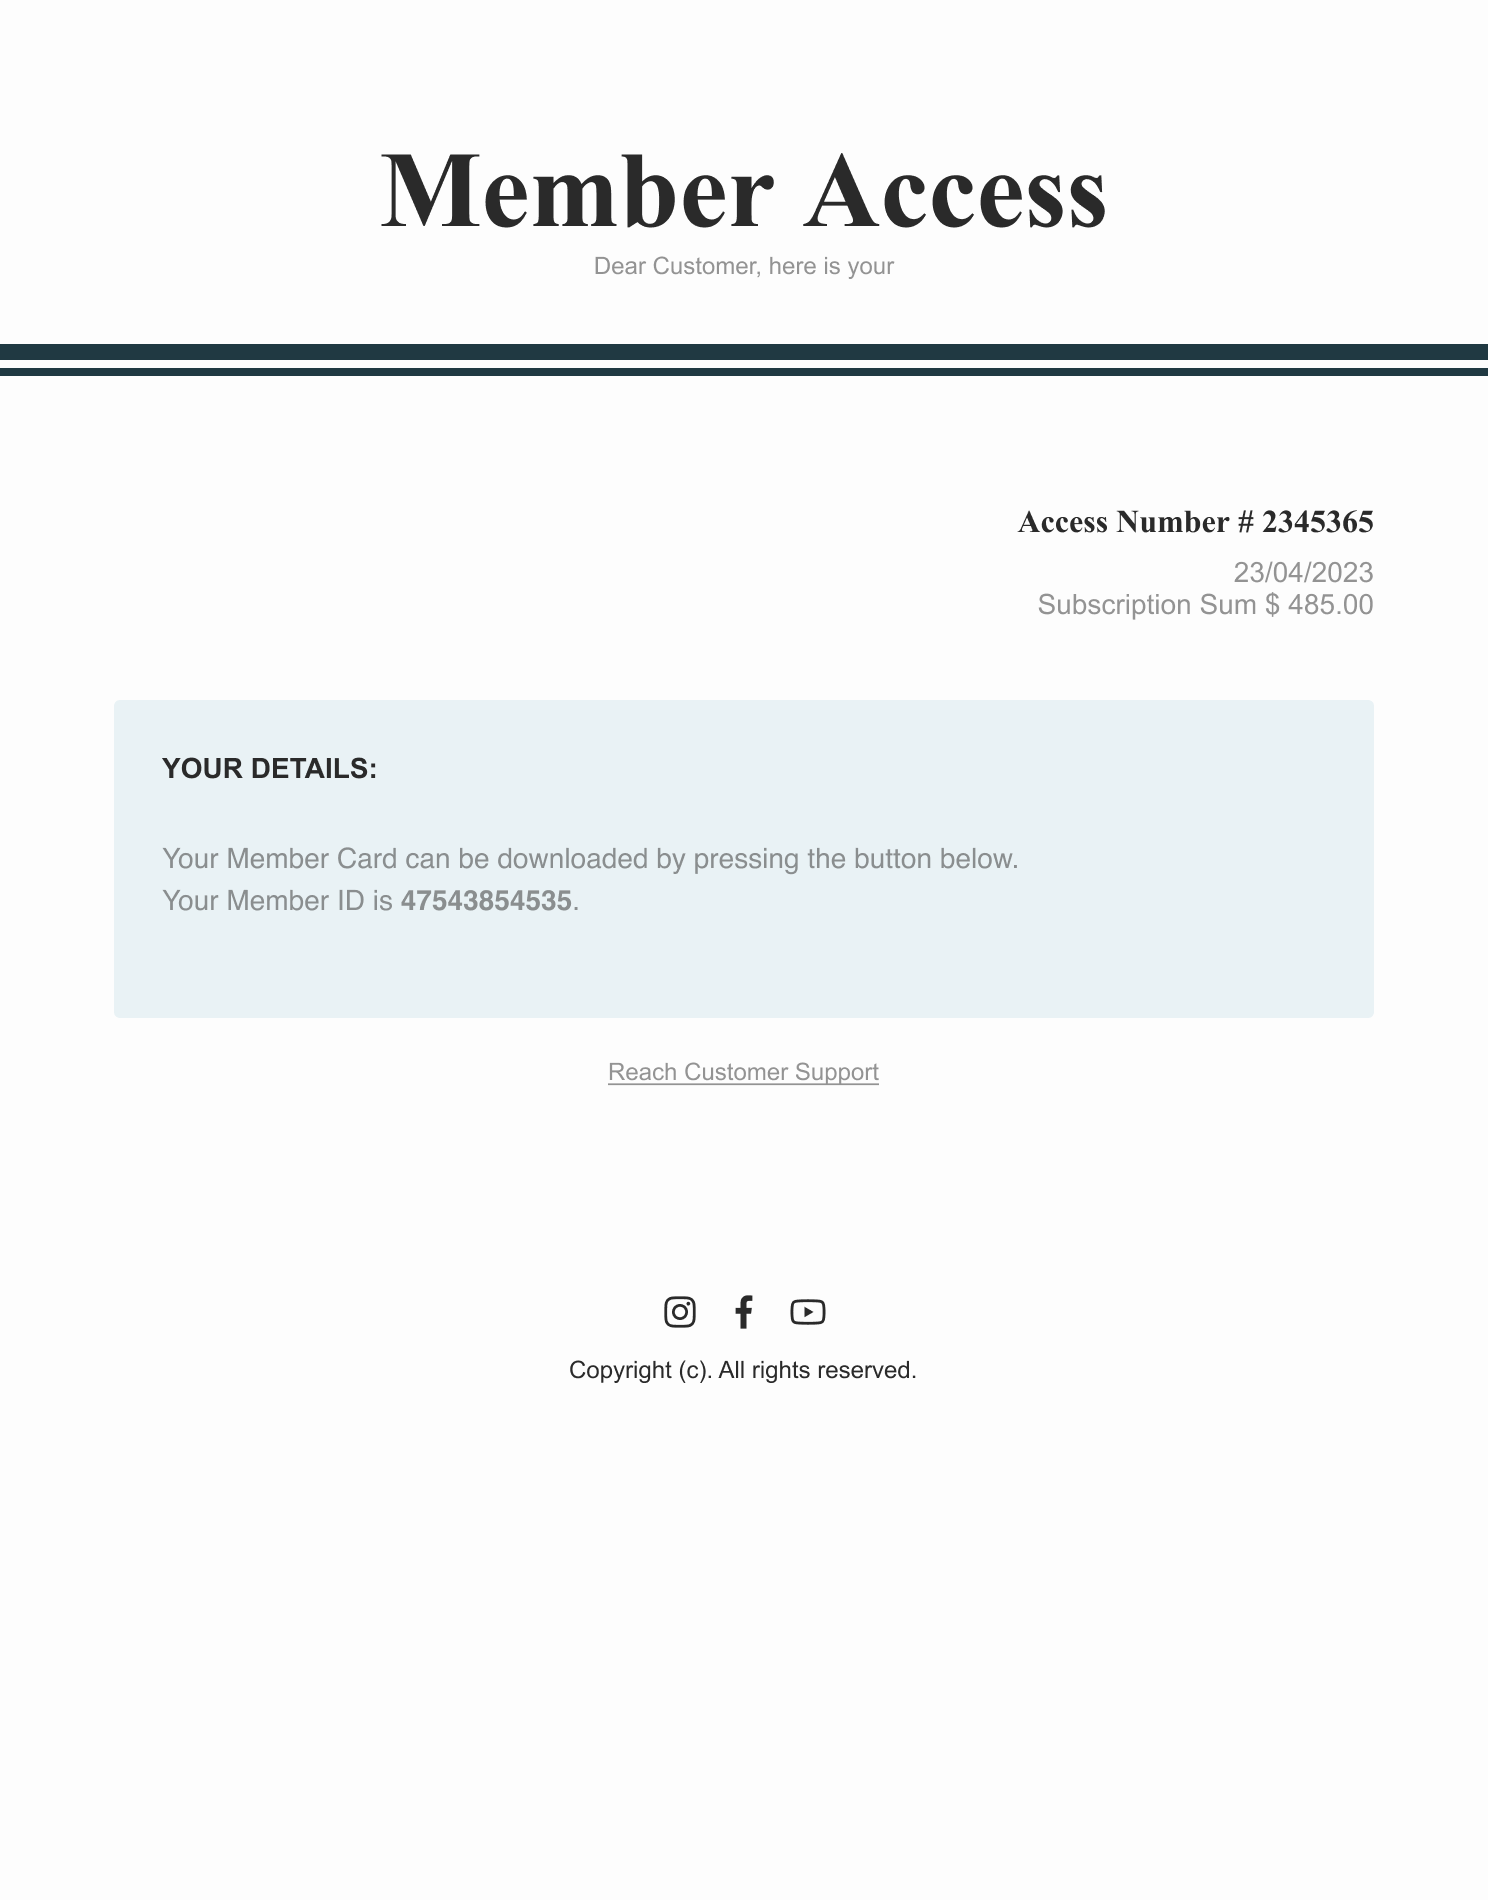 Member Access
Dear Customer, here is your
Access Number # 2345365
23/04/2023
Subscription Sum $ 485.00
YOUR DETAILS:
Your Member Card can be downloaded by pressing the button below.
Your Member ID is 47543854535.
Reach Customer Support
Copyright (c). All rights reserved.